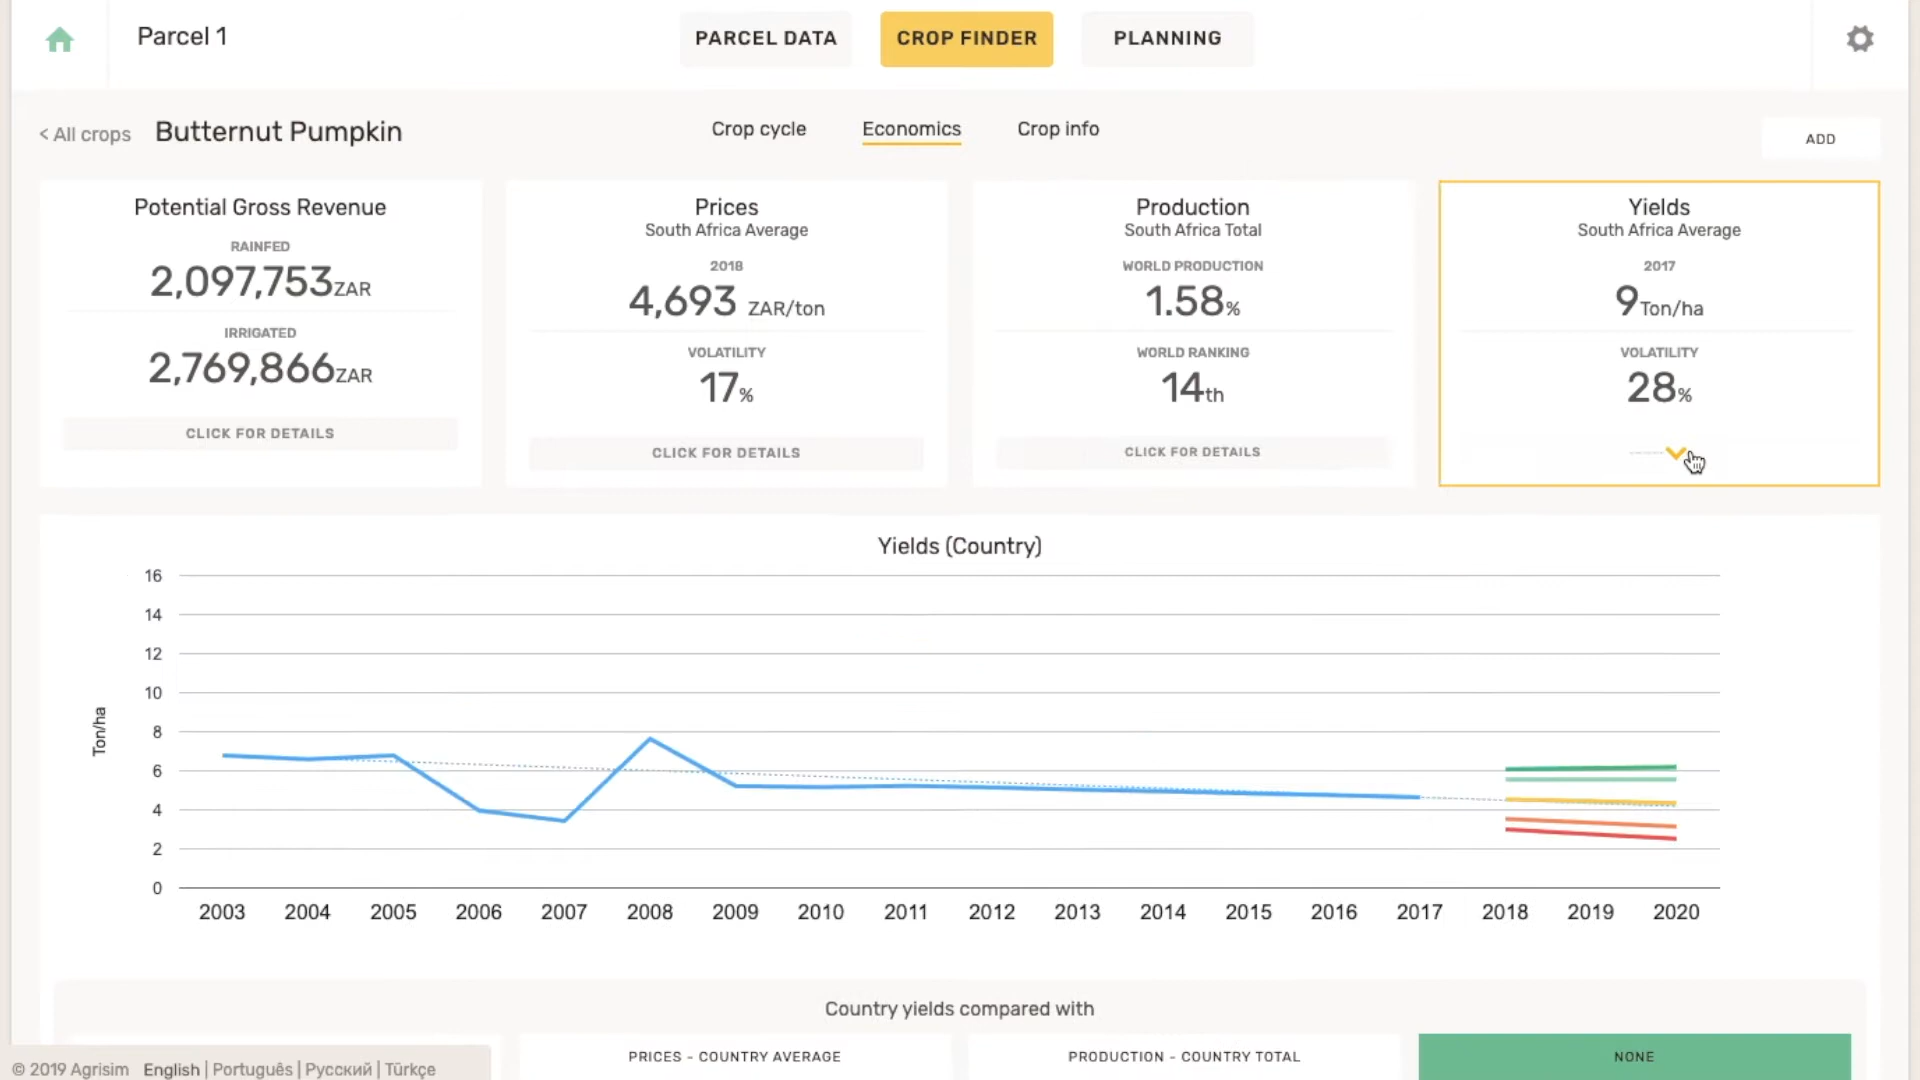 Parcel 1
PARCEL DATA
CROP FINDER
PLANNING
< All crops
Butternut Pumpkin
Crop cycle
Economics
Crop info
ADD
Potential Gross Revenue
RAINFED
2,097,753ZAR
IRRIGATED
2,769,866ZAR
CLICK FOR DETAILS
Prices
South Africa Average
2018
4,693 ZAR/ton
VOLATILITY
17%
CLICK FOR DETAILS
Production
South Africa Total
WORLD PRODUCTION
1.58%
WORLD RANKING
14th
CLICK FOR DETAILS
Yields
South Africa Average
2017
9Ton/ha
VOLATILITY
28%
Yields (Country)
Ton/ha
16
14
12
10
8
6
4
2
0
2003 2004 2005 2006 2007 2008 2009 2010 2011 2012 2013 2014 2015 2016 2017 2018 2019 2020
Country yields compared with
PRICES - COUNTRY AVERAGE
PRODUCTION - COUNTRY TOTAL
NONE
© 2019 Agrisim English | Português | Русский | Türkçe